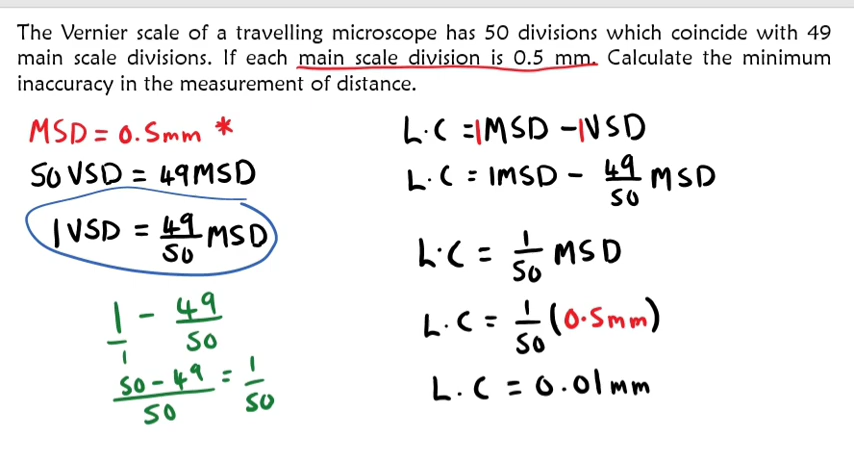 The Vernier scale of a travelling microscope has 50 divisions which coincide with 49
main scale divisions. If each main scale division is 0.5 mm. Calculate the minimum
inaccuracy in the measurement of distance.
MSD = 0.5mm *
50 VSD = 49MSD
1VSD = 49/50 MSD
1/1 - 49/50
50-49/50 = 1/50
L.C = 1MSD - 1VSD
L.C = 1MSD - 49/50 MSD
L.C = 1/50 MSD
L.C = 1/50 (0.5mm)
L.C = 0.01mm